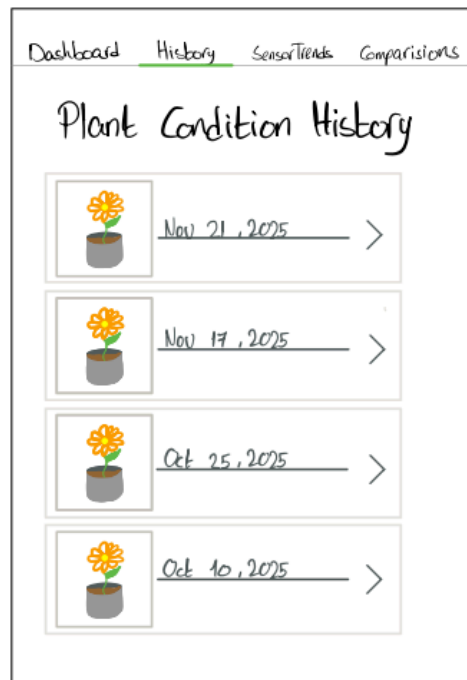 Dashboard History SensorTrends Comparisions
Plant Condition History
Nov 21, 2025
Nov 17, 2025
Oct 25, 2025
Oct 10, 2025